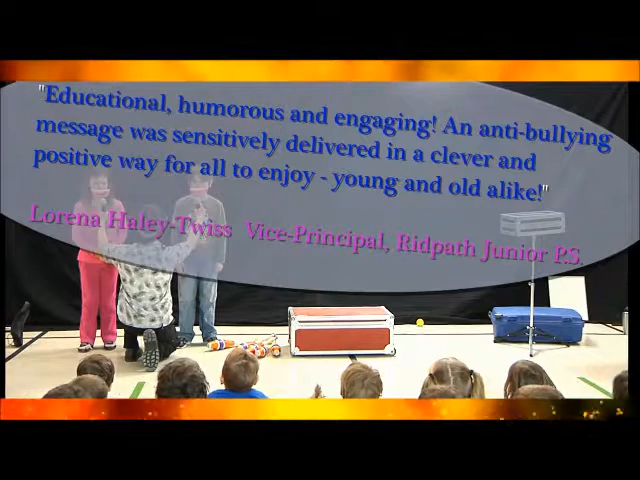 "Educational, humorous and engaging! An anti-bullying
message was sensitively delivered in a clever and
positive way for all to enjoy - young and old alike!"
Lorena Haley-Twiss Vice-Principal, Ridpath Junior P.S.